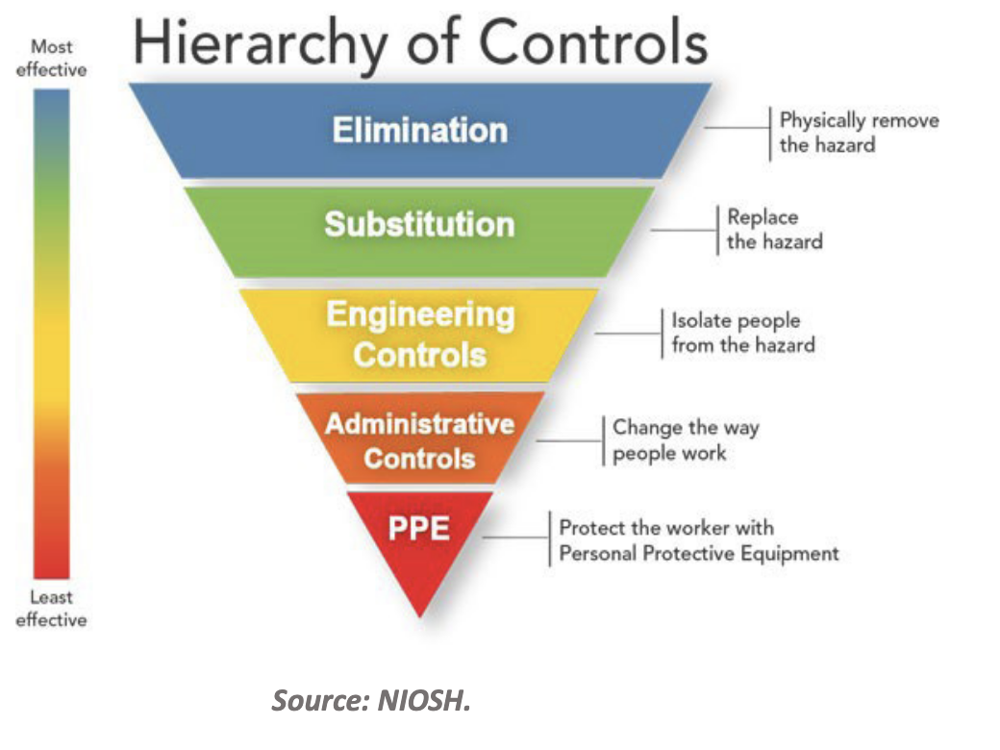 Hierarchy of Controls
Most
effective
Elimination
Physically remove
the hazard
Substitution
Replace
the hazard
Engineering
Controls
Isolate people
from the hazard
Administrative
Controls
Change the way
people work
PPE
Protect the worker with
Personal Protective Equipment
Least
effective
Source: NIOSH.